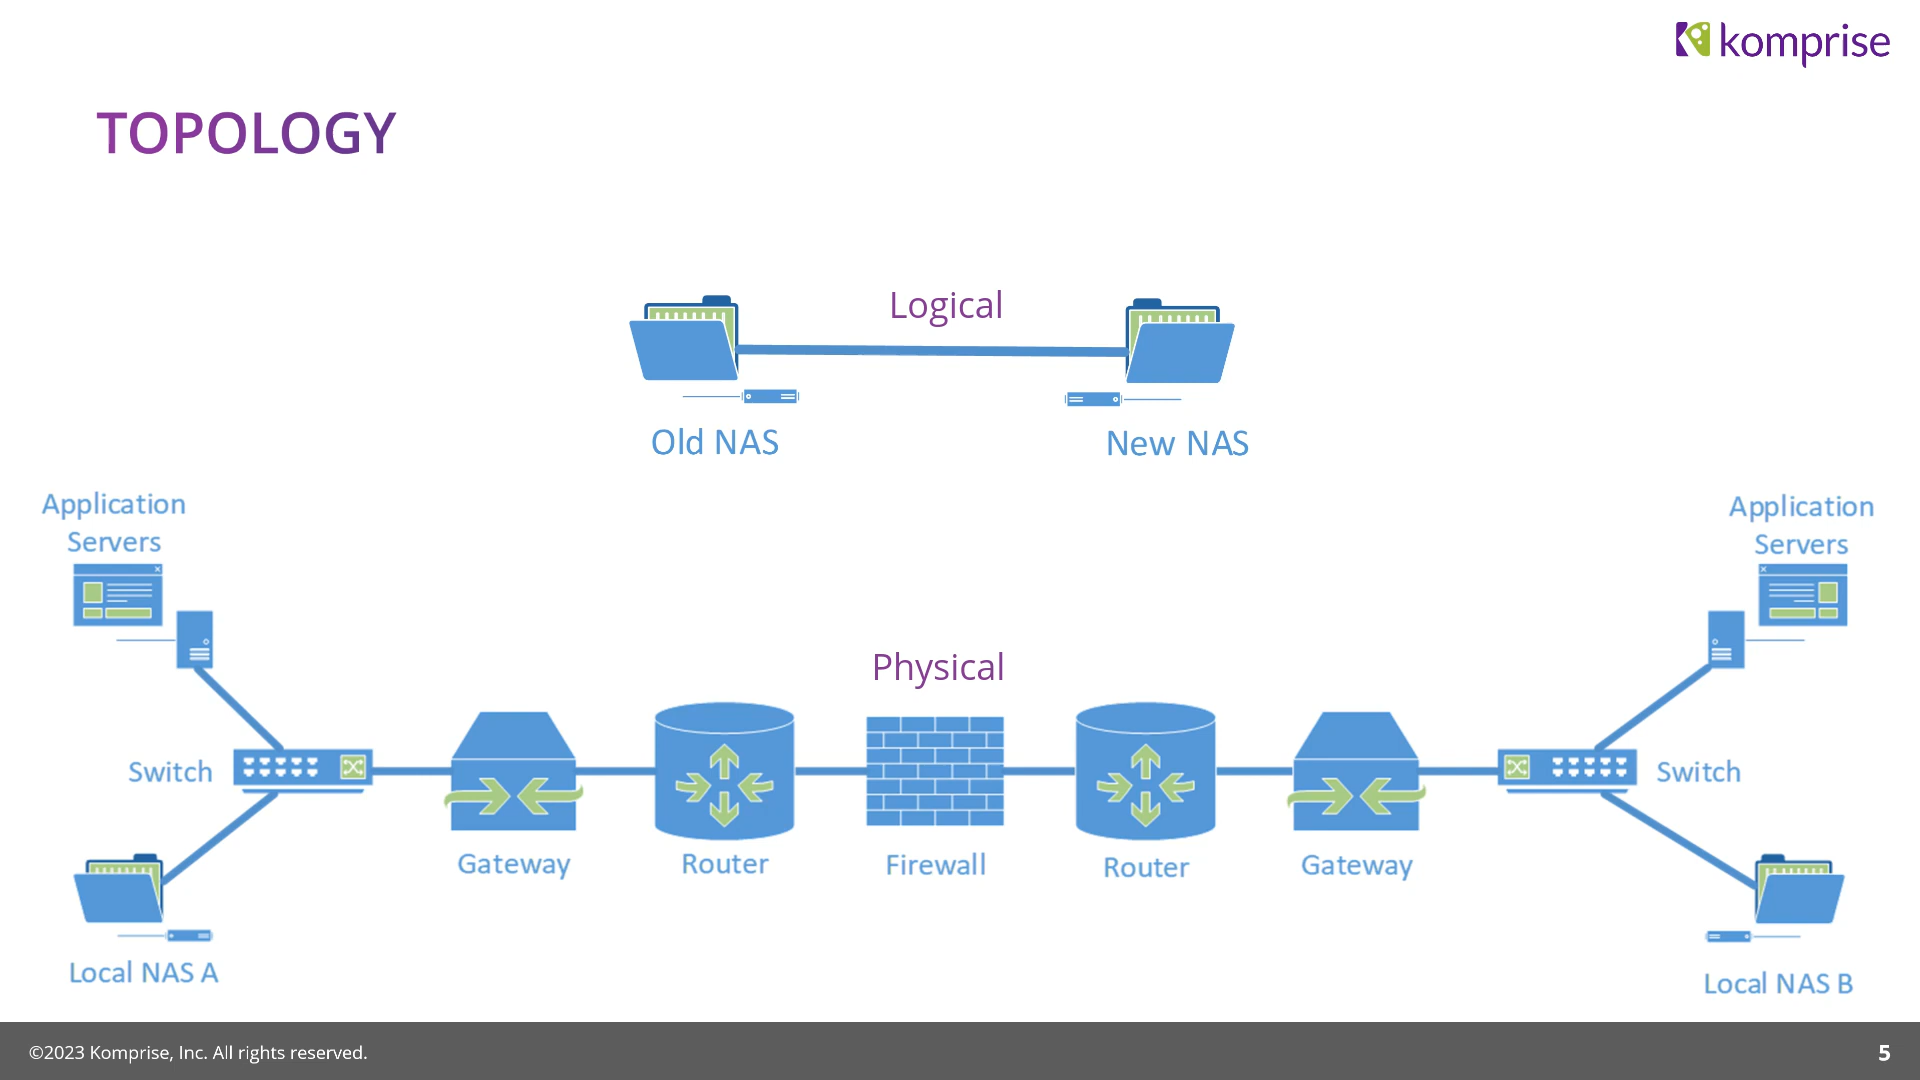 komprise
TOPOLOGY
Logical
Old NAS
New NAS
Application
Servers
Application
Servers
Physical
Switch
Switch
Gateway
Router
Firewall
Router
Gateway
Local NAS A
Local NAS B
©2023 Komprise, Inc. All rights reserved.
5